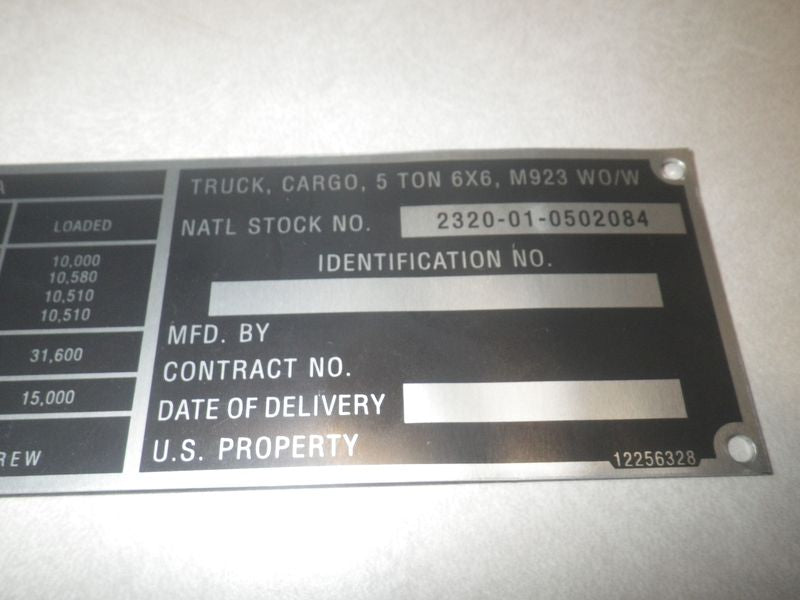 A
LOADED
10,000
10,580
10,510
10,510
31,600
15,000
REW
TRUCK, CARGO, 5 TON 6X6, M923 WO/W
NATL STOCK NO. 2320-01-0502084
IDENTIFICATION NO.
MFD. BY
CONTRACT NO.
DATE OF DELIVERY
U.S. PROPERTY
12256328